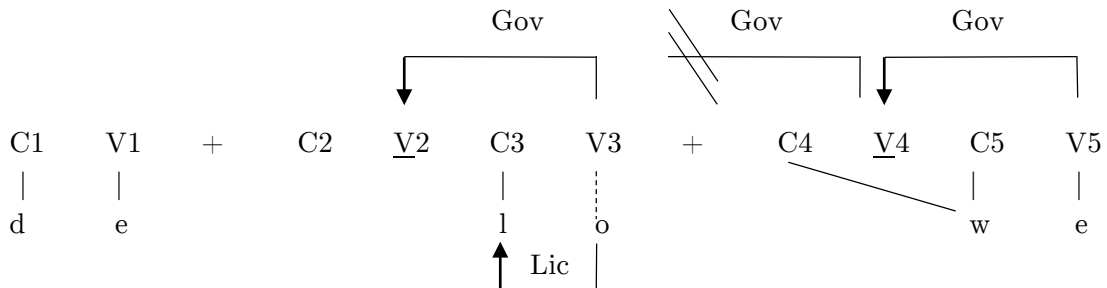 Gov Gov Gov
C1 V1 + C2 V2 C3 V3 + C4 V4 C5 V5
d e l o w e
Lic